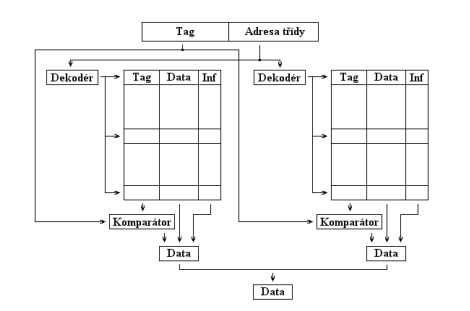 Tag Adresa třídy
Dekodér Tag Data Inf Dekodér Tag Data Inf
Komparátor Komparátor
Data Data
Data